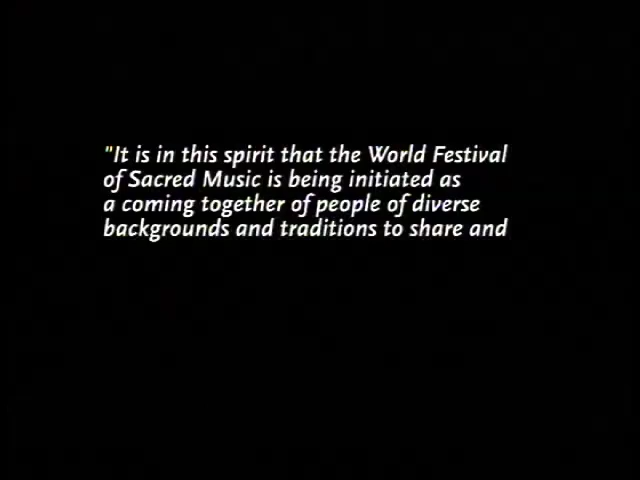 "It is in this spirit that the World Festival
of Sacred Music is being initiated as
a coming together of people of diverse
backgrounds and traditions to share and